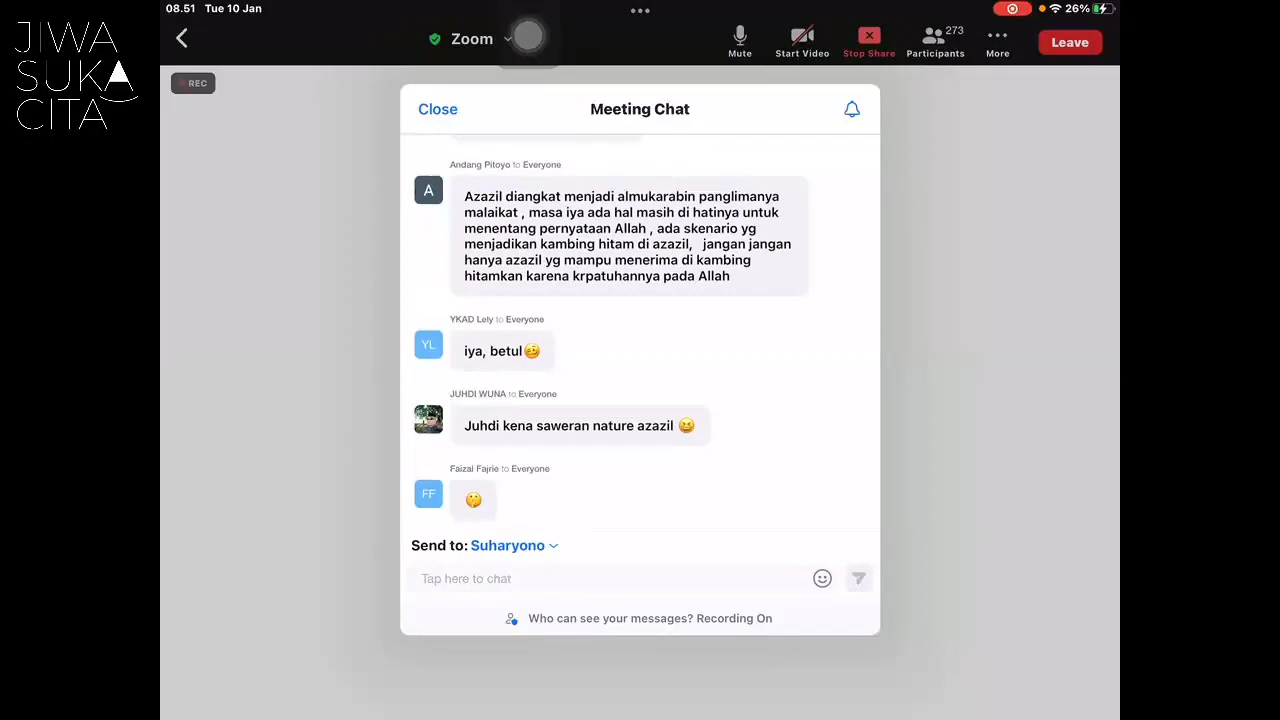 JIWA
SUKA
CITA
08.51 Tue 10 Jan
26%
Zoom
Mute
Start Video
Stop Share
Participants
273
More
Leave
REC
Close
Meeting Chat
Andang Pitoyo to Everyone
A
Azazil diangkat menjadi almukarabin panglimanya
malaikat , masa iya ada hal masih di hatinya untuk
menentang pernyataan Allah , ada skenario yg
menjadikan kambing hitam di azazil, jangan jangan
hanya azazil yg mampu menerima di kambing
hitamkan karena krpatuhannya pada Allah
YKAD Lely to Everyone
YL
iya, betul🥴
JUHDI WUNA to Everyone
Juhdi kena saweran nature azazil 😆
Faizal Fajrie to Everyone
FF
🤭
Send to: Suharyono
Tap here to chat
Who can see your messages? Recording On